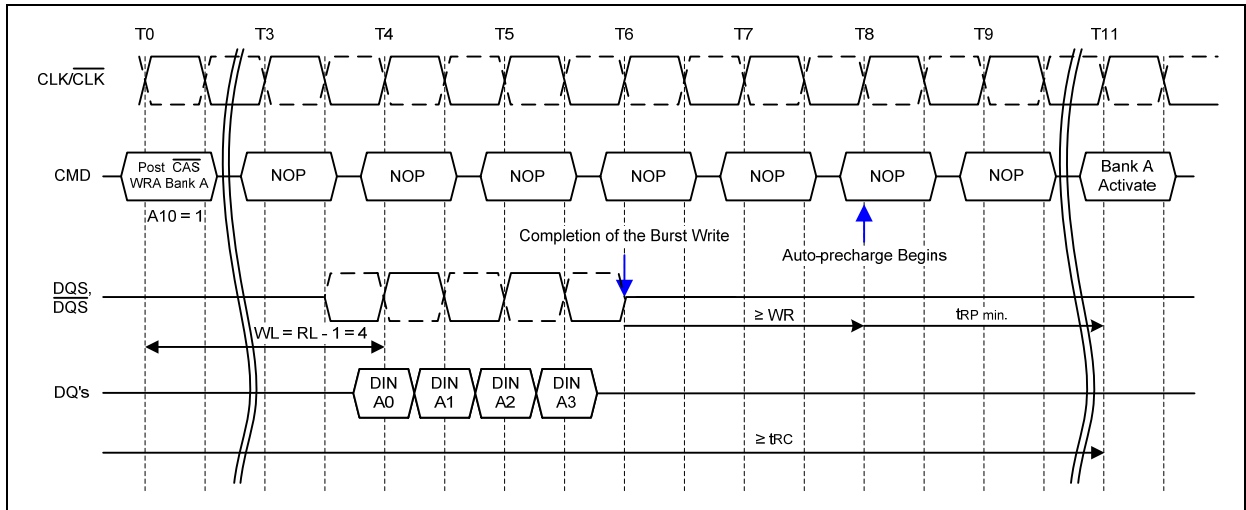 T0 T3 T4 T5 T6 T7 T8 T9 T11
CLK/CLK
CMD
Post CAS
WRA Bank A
NOP NOP NOP NOP NOP NOP NOP
Bank A
Activate
A10 = 1
Completion of the Burst Write
Auto-precharge Begins
DQS,
DQS
≥ WR
tRP min.
WL = RL - 1 = 4
DQ's
DIN
A0
DIN
A1
DIN
A2
DIN
A3
≥ tRC